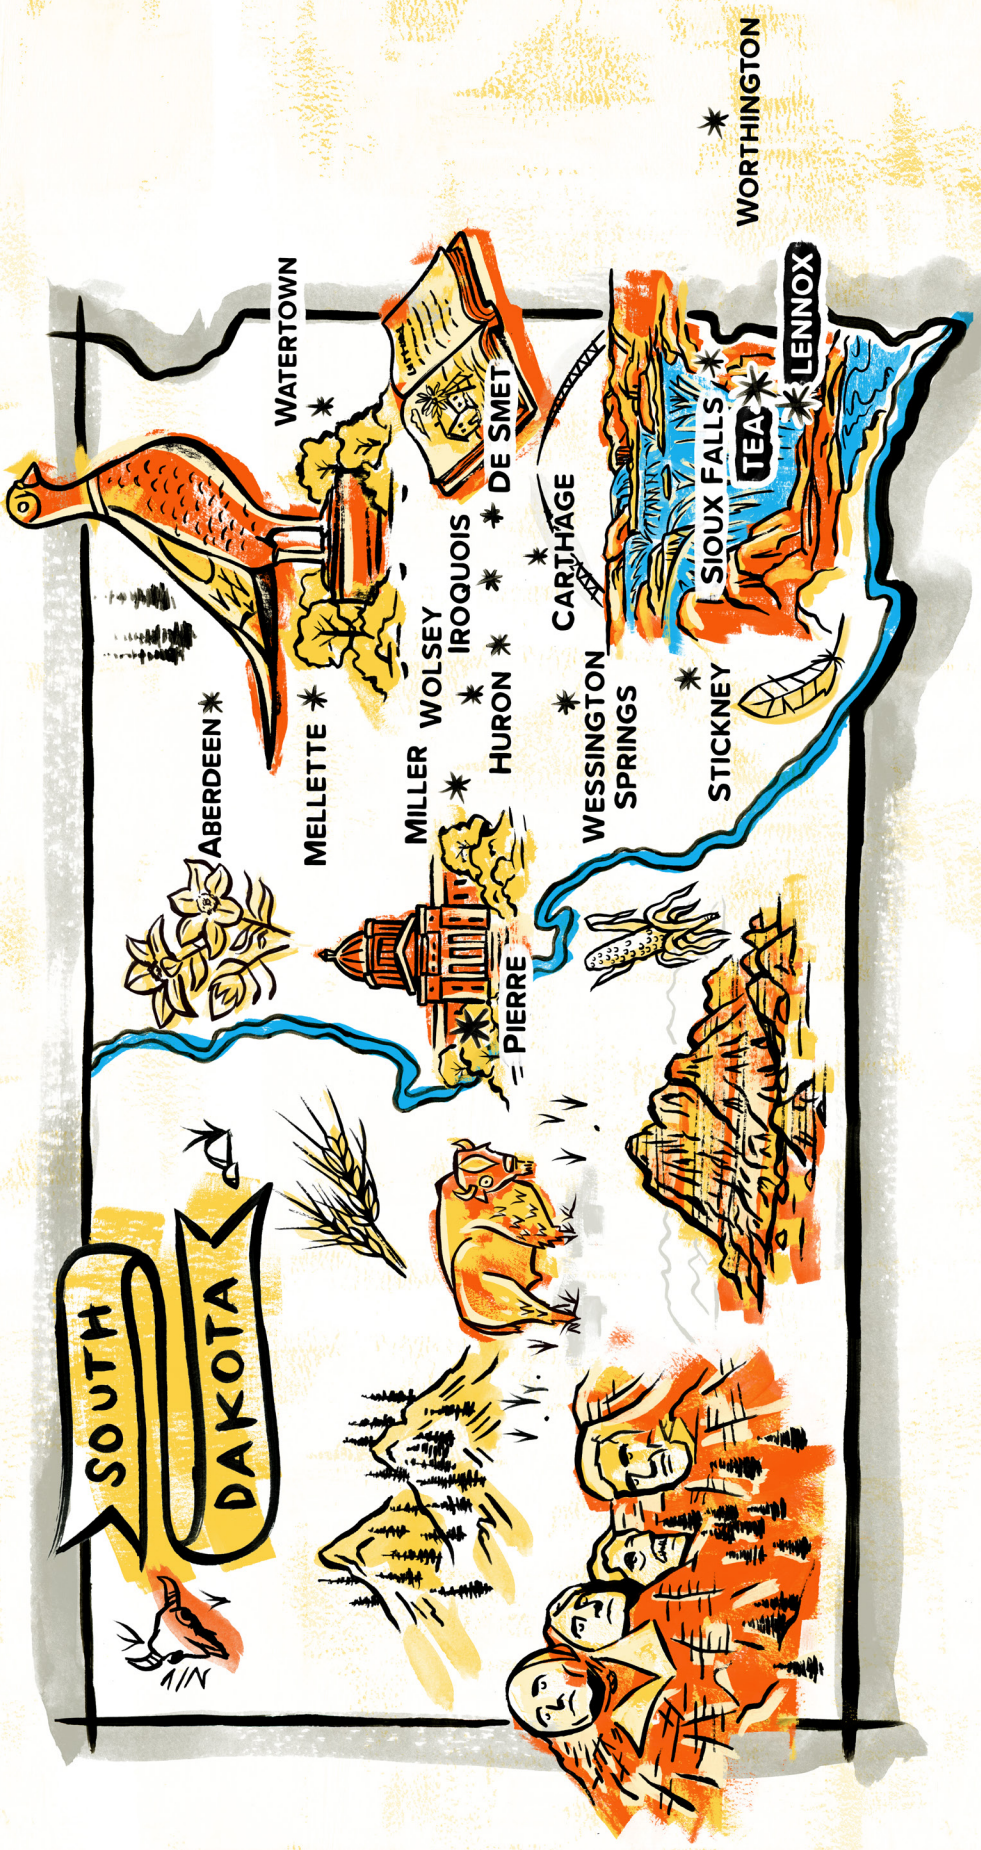 SOUTH
DAKOTA
ABERDEEN
WATERTOWN
MELLETTE
MILLER
WOLSEY
IROQUOIS
DE SMET
PIERRE
HURON
CARTHAGE
WESSINGTON
SPRINGS
STICKNEY
SIOUX FALLS
TEA
LENNOX
WORTHINGTON